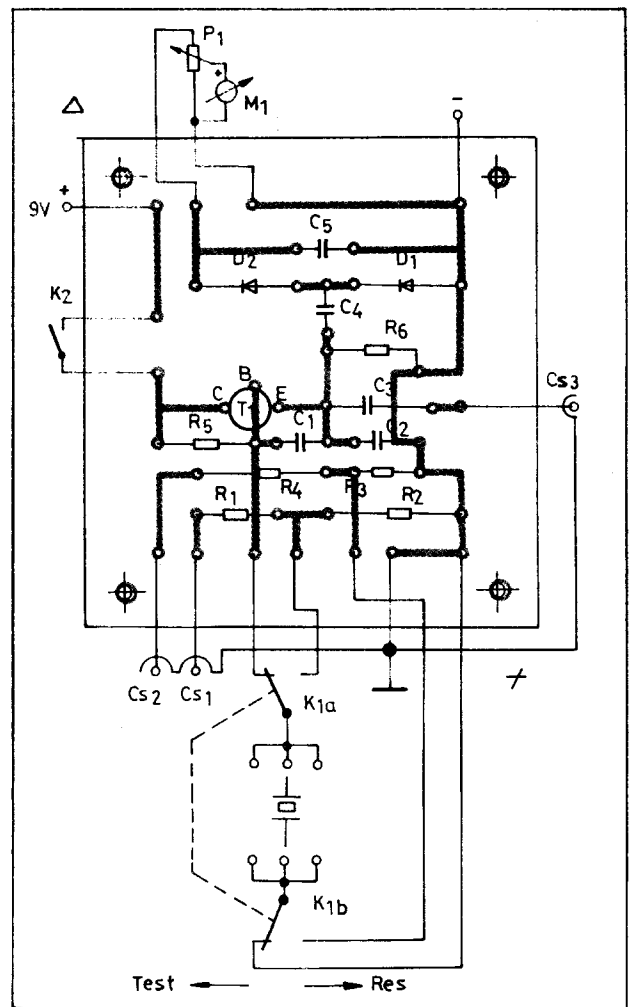 P1
+
M1
−
+
9V
C5
D2
D1
K2
C4
R6
B
C
T1
E
C3
Cs3
R5
C1
C2
R4
R3
R1
R2
Cs2
Cs1
K1a
K1b
Test
Res